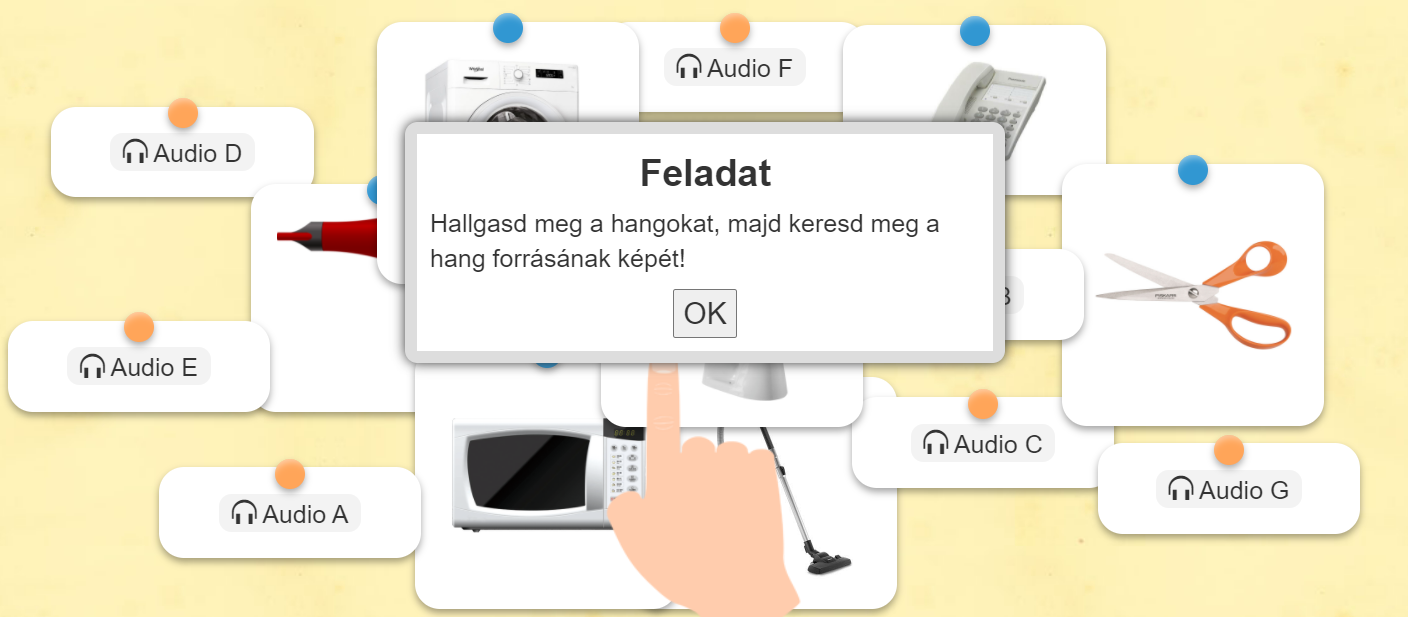 Audio F
Audio D
Feladat
Hallgasd meg a hangokat, majd keresd meg a
hang forrásának képét!
OK
Audio E
Audio C
Audio G
Audio A